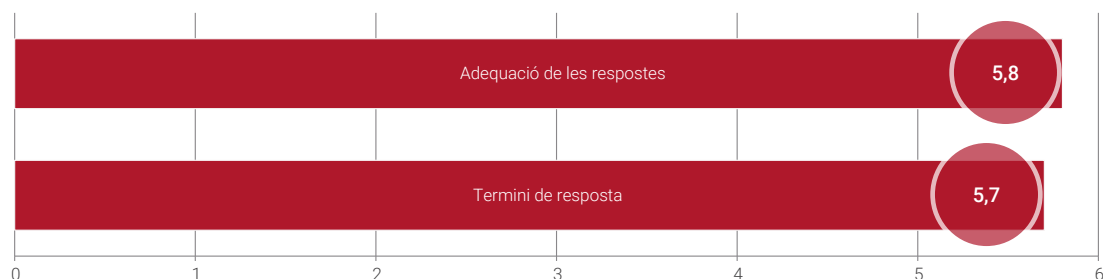 Adequació de les respostes
5,8
Termini de resposta
5,7
0 1 2 3 4 5 6